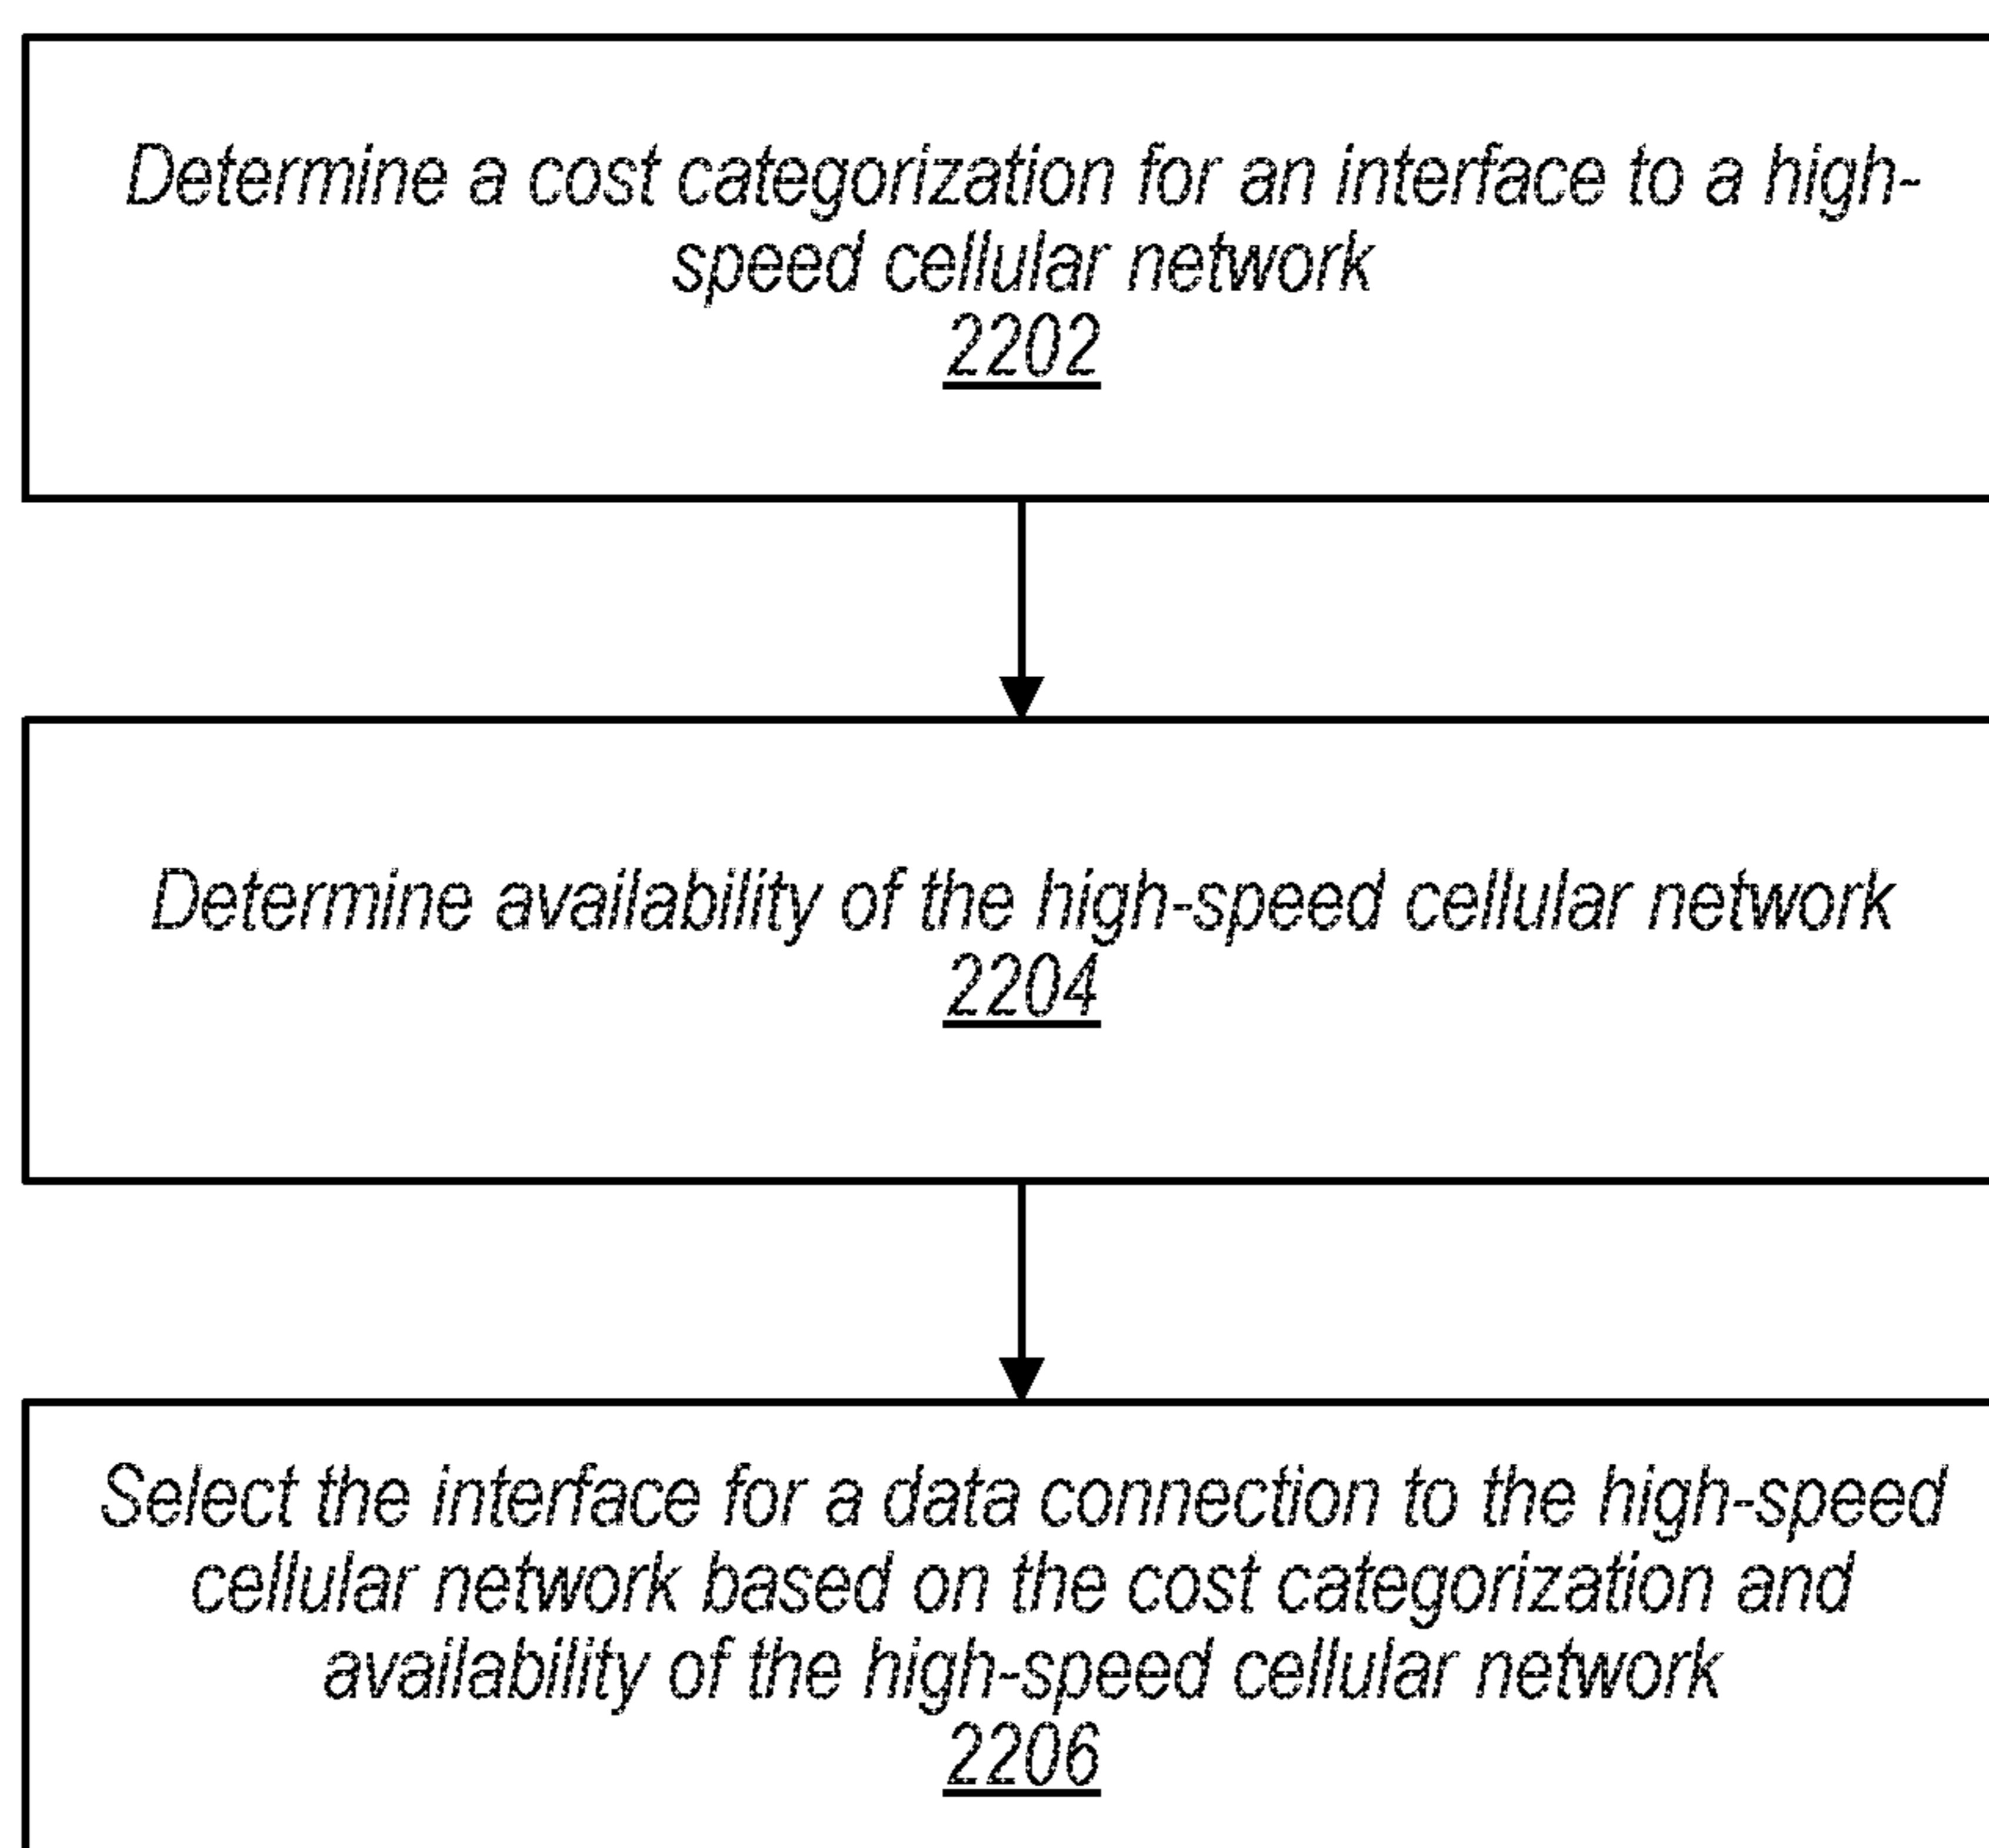 Determine a cost categorization for an interface to a high-
speed cellular network
2202
Determine availability of the high-speed cellular network
2204
Select the interface for a data connection to the high-speed
cellular network based on the cost categorization and
availability of the high-speed cellular network
2206